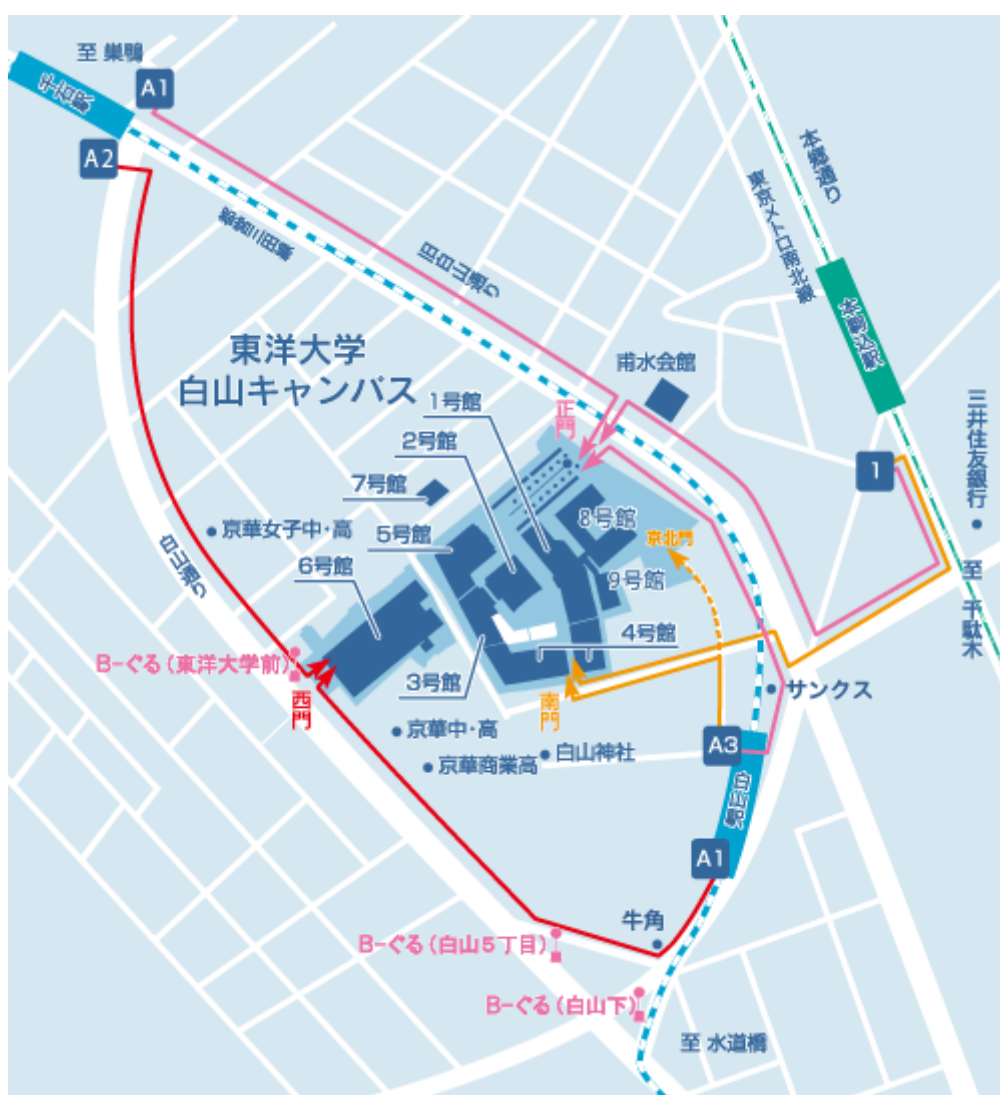 至 巣鴨
A1
千石駅
A2
本郷通り
東京メトロ南北線
都営三田線
旧白山通り
本駒込駅
東洋大学
白山キャンパス
甫水会館
正門
1号館
2号館
三井住友銀行
1
7号館
8号館
京華女子中・高
5号館
京北門
白山通り
6号館
9号館
至 千駄木
4号館
B-ぐる(東洋大学前)
3号館
サンクス
西門
南門
京華中・高
白山神社
A3
京華商業高
白山駅
A1
牛角
B-ぐる(白山5丁目)
B-ぐる(白山下)
至 水道橋